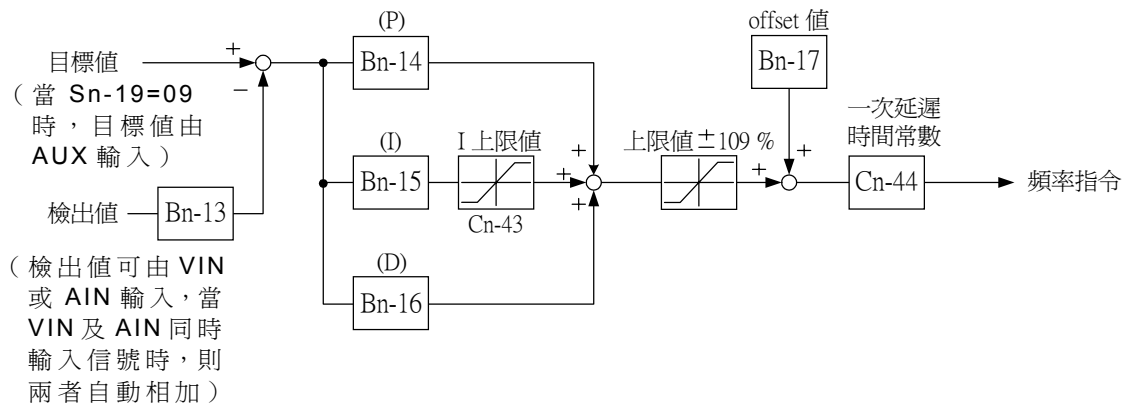 (P)
Bn-14
offset 值
Bn-17
目標值
+
−
（當 Sn-19=09
時，目標值由
AUX 輸入）
(I)
Bn-15
I 上限值
Cn-43
+
+
+
上限值±109 %
+
+
一次延遲
時間常數
Cn-44
頻率指令
檢出值
Bn-13
(D)
Bn-16
（檢出值可由 VIN
或 AIN 輸入，當
VIN 及 AIN 同時
輸入信號時，則
兩者自動相加）